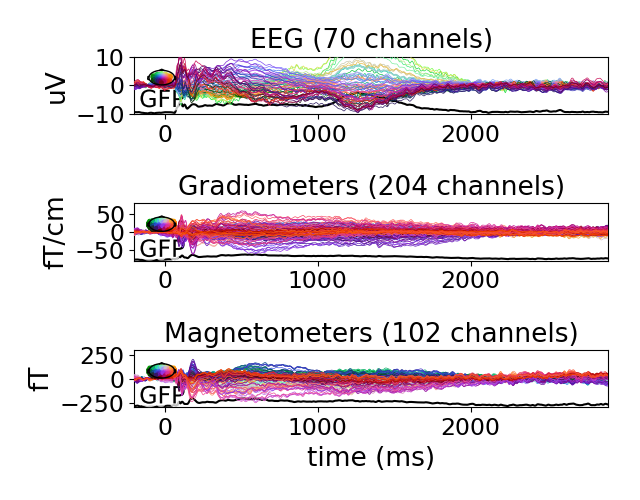 EEG (70 channels)
uV
10
0
−10
GFP
0 1000 2000
Gradiometers (204 channels)
fT/cm
50
0
−50
GFP
0 1000 2000
Magnetometers (102 channels)
fT
250
0
−250
GFP
0 1000 2000
time (ms)